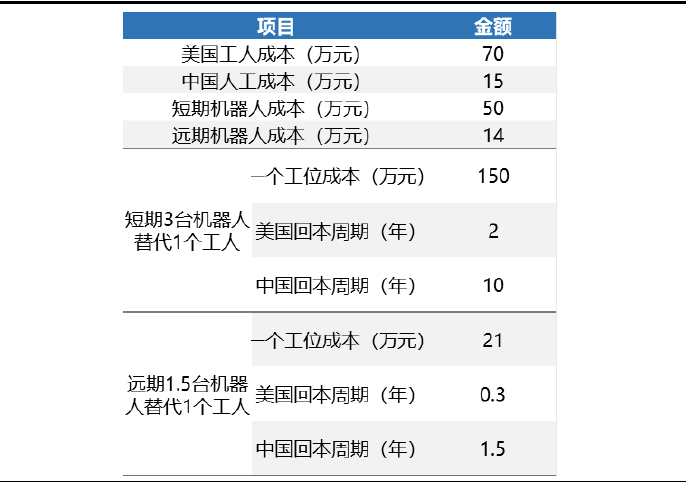 项目 金额
美国工人成本（万元） 70
中国人工成本（万元） 15
短期机器人成本（万元） 50
远期机器人成本（万元） 14
短期3台机器人
替代1个工人
一个工位成本（万元） 150
美国回本周期（年） 2
中国回本周期（年） 10
远期1.5台机器
人替代1个工人
一个工位成本（万元） 21
美国回本周期（年） 0.3
中国回本周期（年） 1.5